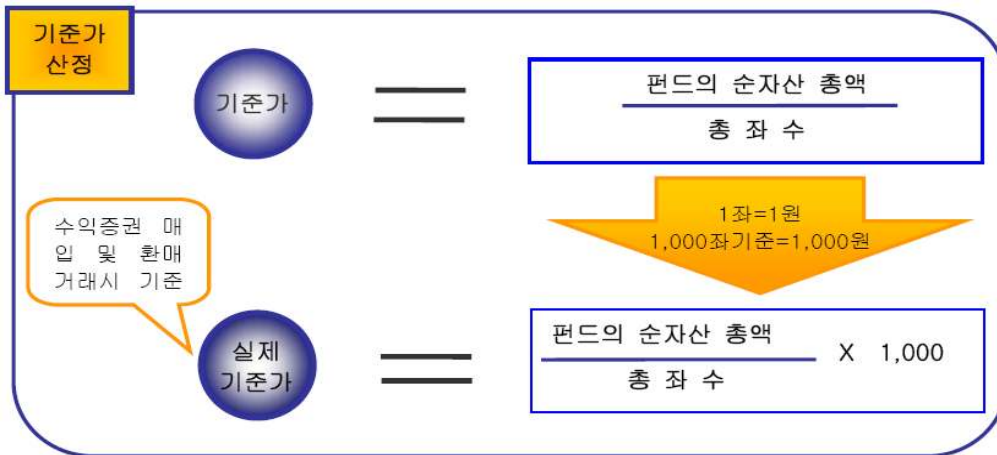 기준가
산정
기준가
펀드의 순자산 총액
총 좌 수
1좌=1원
1,000좌기준=1,000원
수익증권 매
입 및 환매
거래시 기준
실제
기준가
펀드의 순자산 총액
총 좌 수
X 1,000